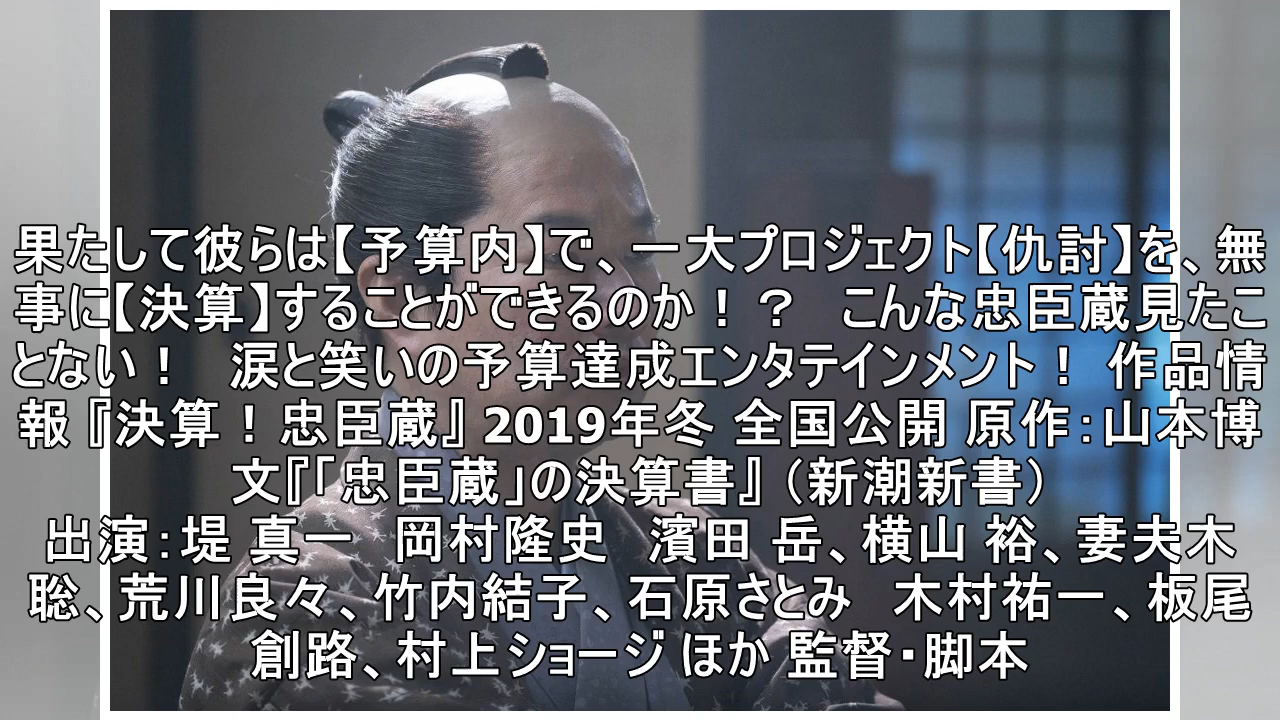 果たして彼らは【予算内】で、一大プロジェクト【仇討】を、無
事に【決算】することができるのか！？　こんな忠臣蔵見たこ
とない！　涙と笑いの予算達成エンタテインメント！ 作品情
報『決算！忠臣蔵』 2019年冬 全国公開 原作：山本博
文『「忠臣蔵」の決算書』（新潮新書）
出演：堤 真一　岡村隆史　濱田 岳、横山 裕、妻夫木
聡、荒川良々、竹内結子、石原さとみ　木村祐一、板尾
創路、村上ショージ ほか 監督・脚本